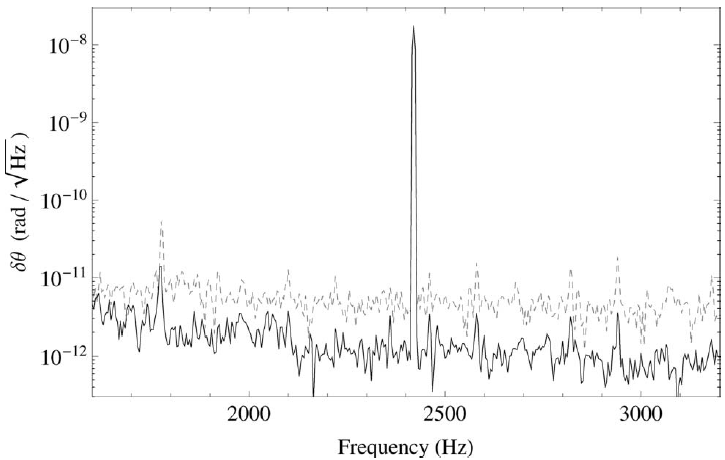 10⁻⁸
10⁻⁹
10⁻¹⁰
10⁻¹¹
10⁻¹²
δθ (rad / √Hz )
2000 2500 3000
Frequency (Hz)